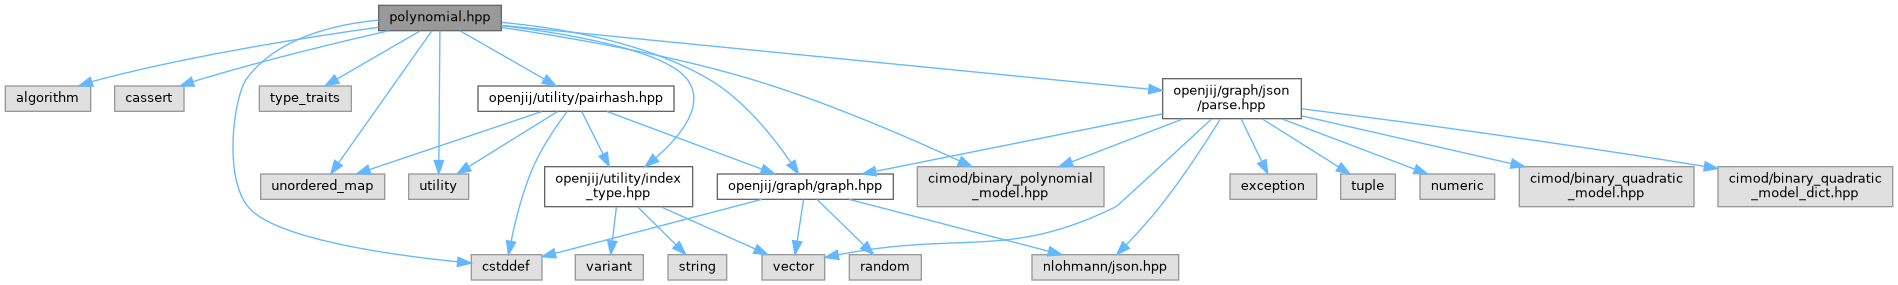 polynomial.hpp
algorithm
cassert
type_traits
openjij/utility/pairhash.hpp
openjij/graph/json
/parse.hpp
unordered_map
utility
openjij/utility/index
_type.hpp
openjij/graph/graph.hpp
cimod/binary_polynomial
_model.hpp
exception
tuple
numeric
cimod/binary_quadratic
_model.hpp
cimod/binary_quadratic
_model_dict.hpp
cstddef
variant
string
vector
random
nlohmann/json.hpp